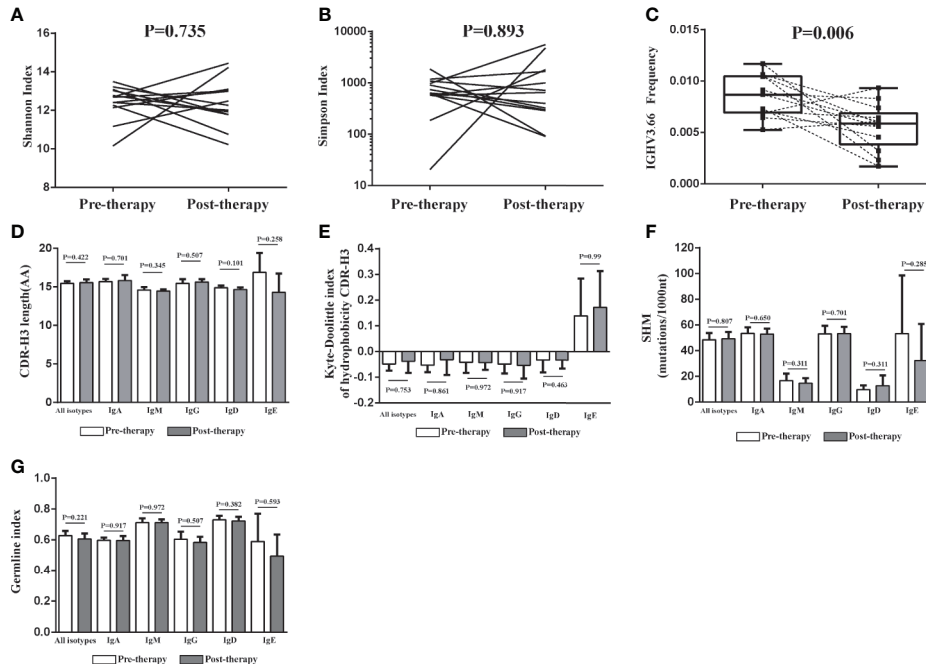 A
P=0.735
Shannon Index
16
14
12
10
8
Pre-therapy
Post-therapy
B
P=0.893
Simpson Index
10000
1000
100
10
Pre-therapy
Post-therapy
C
P=0.006
IGHV3.66 Frequency
0.015
0.010
0.005
0.000
Pre-therapy
Post-therapy
D
CDR-H3 length(AA)
20
15
10
5
0
P=0.422
P=0.701
P=0.345
P=0.507
P=0.101
P=0.258
All isotypes
IgA
IgM
IgG
IgD
IgE
Pre-therapy
Post-therapy
E
Kyte-Doolittle index
of hydrophobicity CDR-H3
0.4
0.3
0.2
0.1
0.0
-0.1
-0.2
P=0.99
P=0.753
P=0.861
P=0.972
P=0.917
P=0.463
All isotypes
IgA
IgM
IgG
IgD
IgE
Pre-therapy
Post-therapy
F
SHM
(mutations/1000nt)
120
100
80
60
40
20
0
P=0.807
P=0.650
P=0.311
P=0.701
P=0.311
P=0.285
All isotypes
IgA
IgM
IgG
IgD
IgE
Pre-therapy
Post-therapy
G
Germline index
1.0
0.8
0.6
0.4
0.2
0.0
P=0.221
P=0.917
P=0.972
P=0.507
P=0.382
P=0.593
All isotypes
IgA
IgM
IgG
IgD
IgE
Pre-therapy
Post-therapy